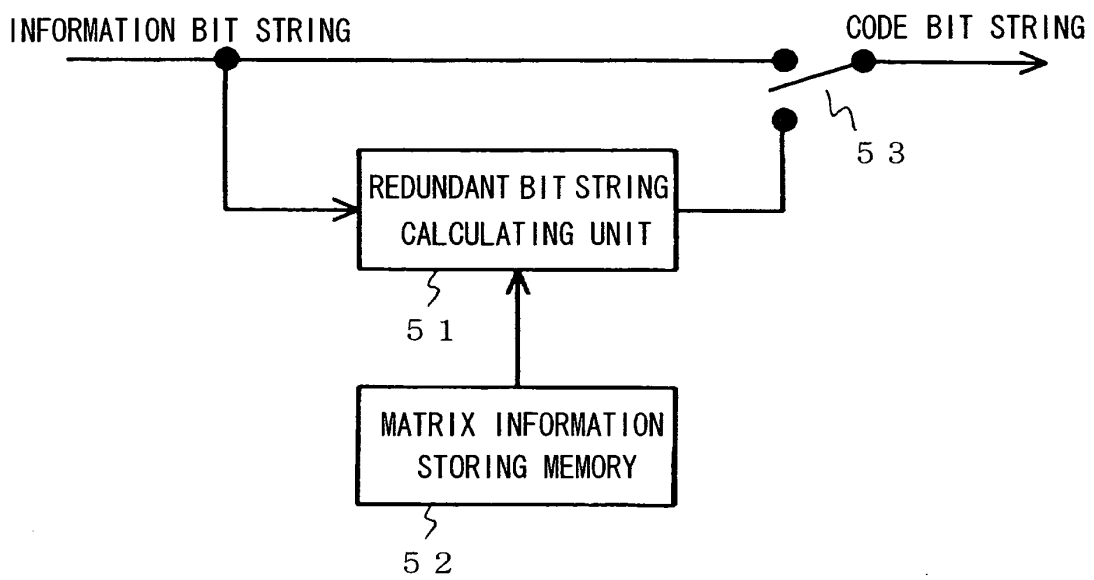 INFORMATION BIT STRING
CODE BIT STRING
53
REDUNDANT BIT STRING
CALCULATING UNIT
51
MATRIX INFORMATION
STORING MEMORY
52